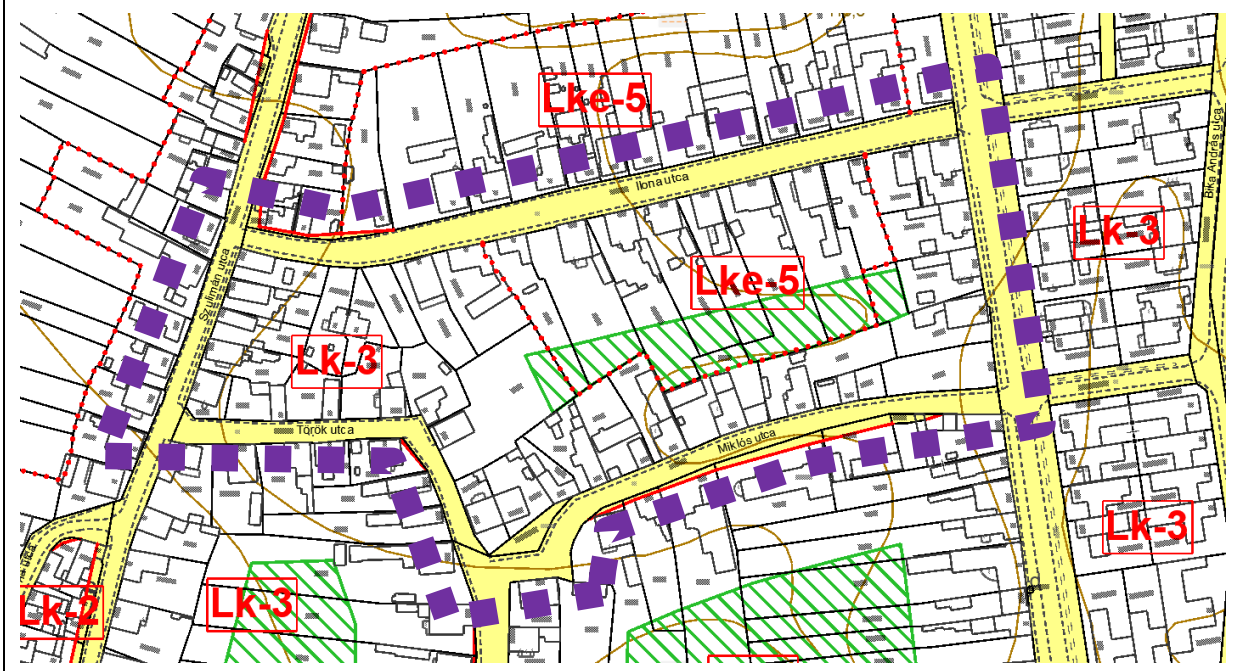 Lke-5
Ilona utca
Bika András utca
Lk-3
Lke-5
Szulimán utca
Lk-3
Török utca
Miklós utca
Lk-3
Lk-3
Lk-2
utca